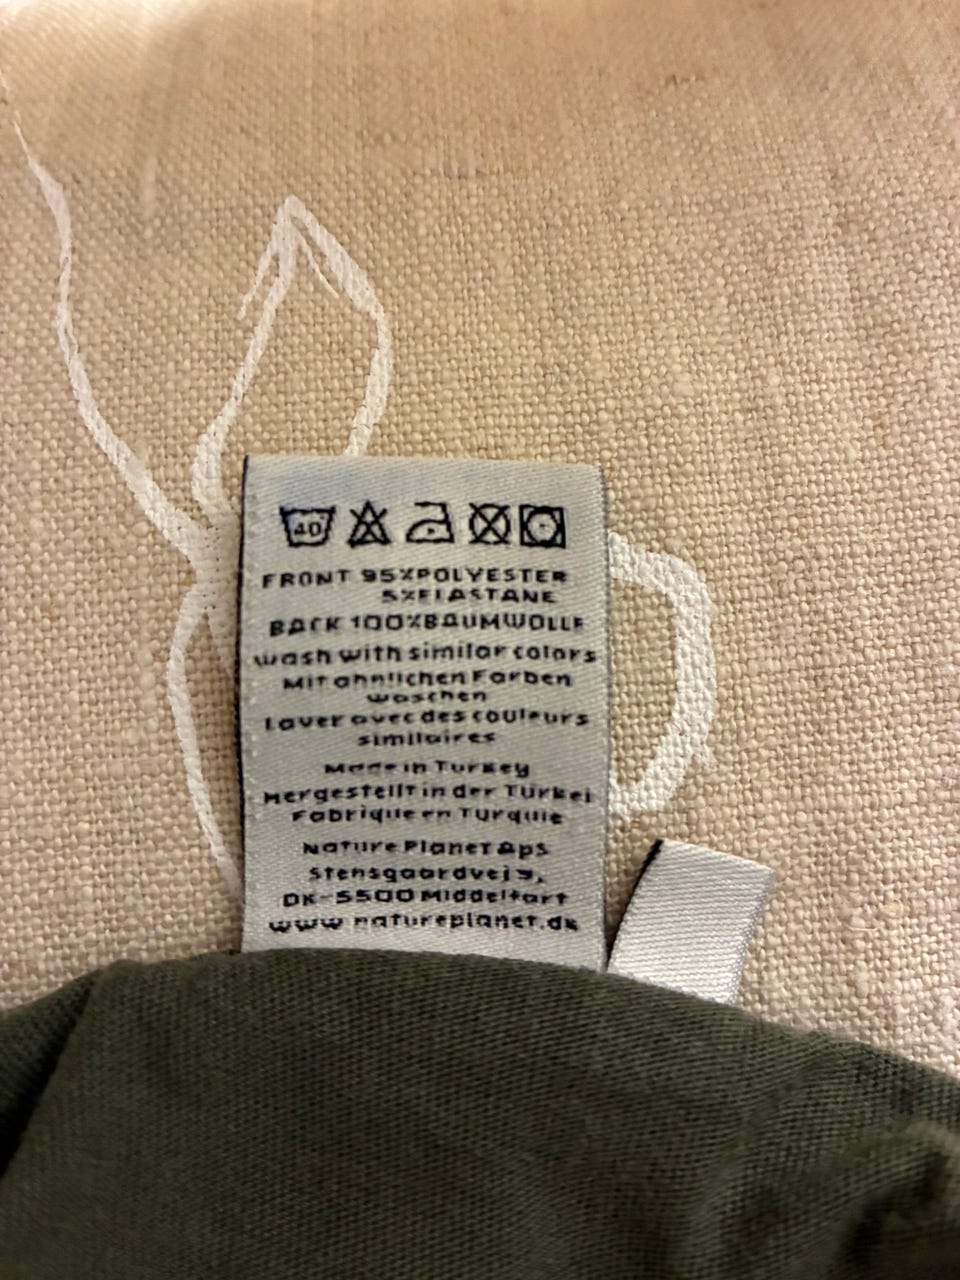 40
FRONT 95%POLYESTER
5%ELASTANE
BACK 100%BAUMWOLLE
wash with similar colors
Mit ahnlichen Farben
waschen
Laver avec des couleurs
similaires
Made in Turkey
Hergestellt in der Türkei
Fabrique en Turquie
Nature Planet Aps
Stensgaardvej 9,
DK-5500 Middelfart
www natureplanet.dk